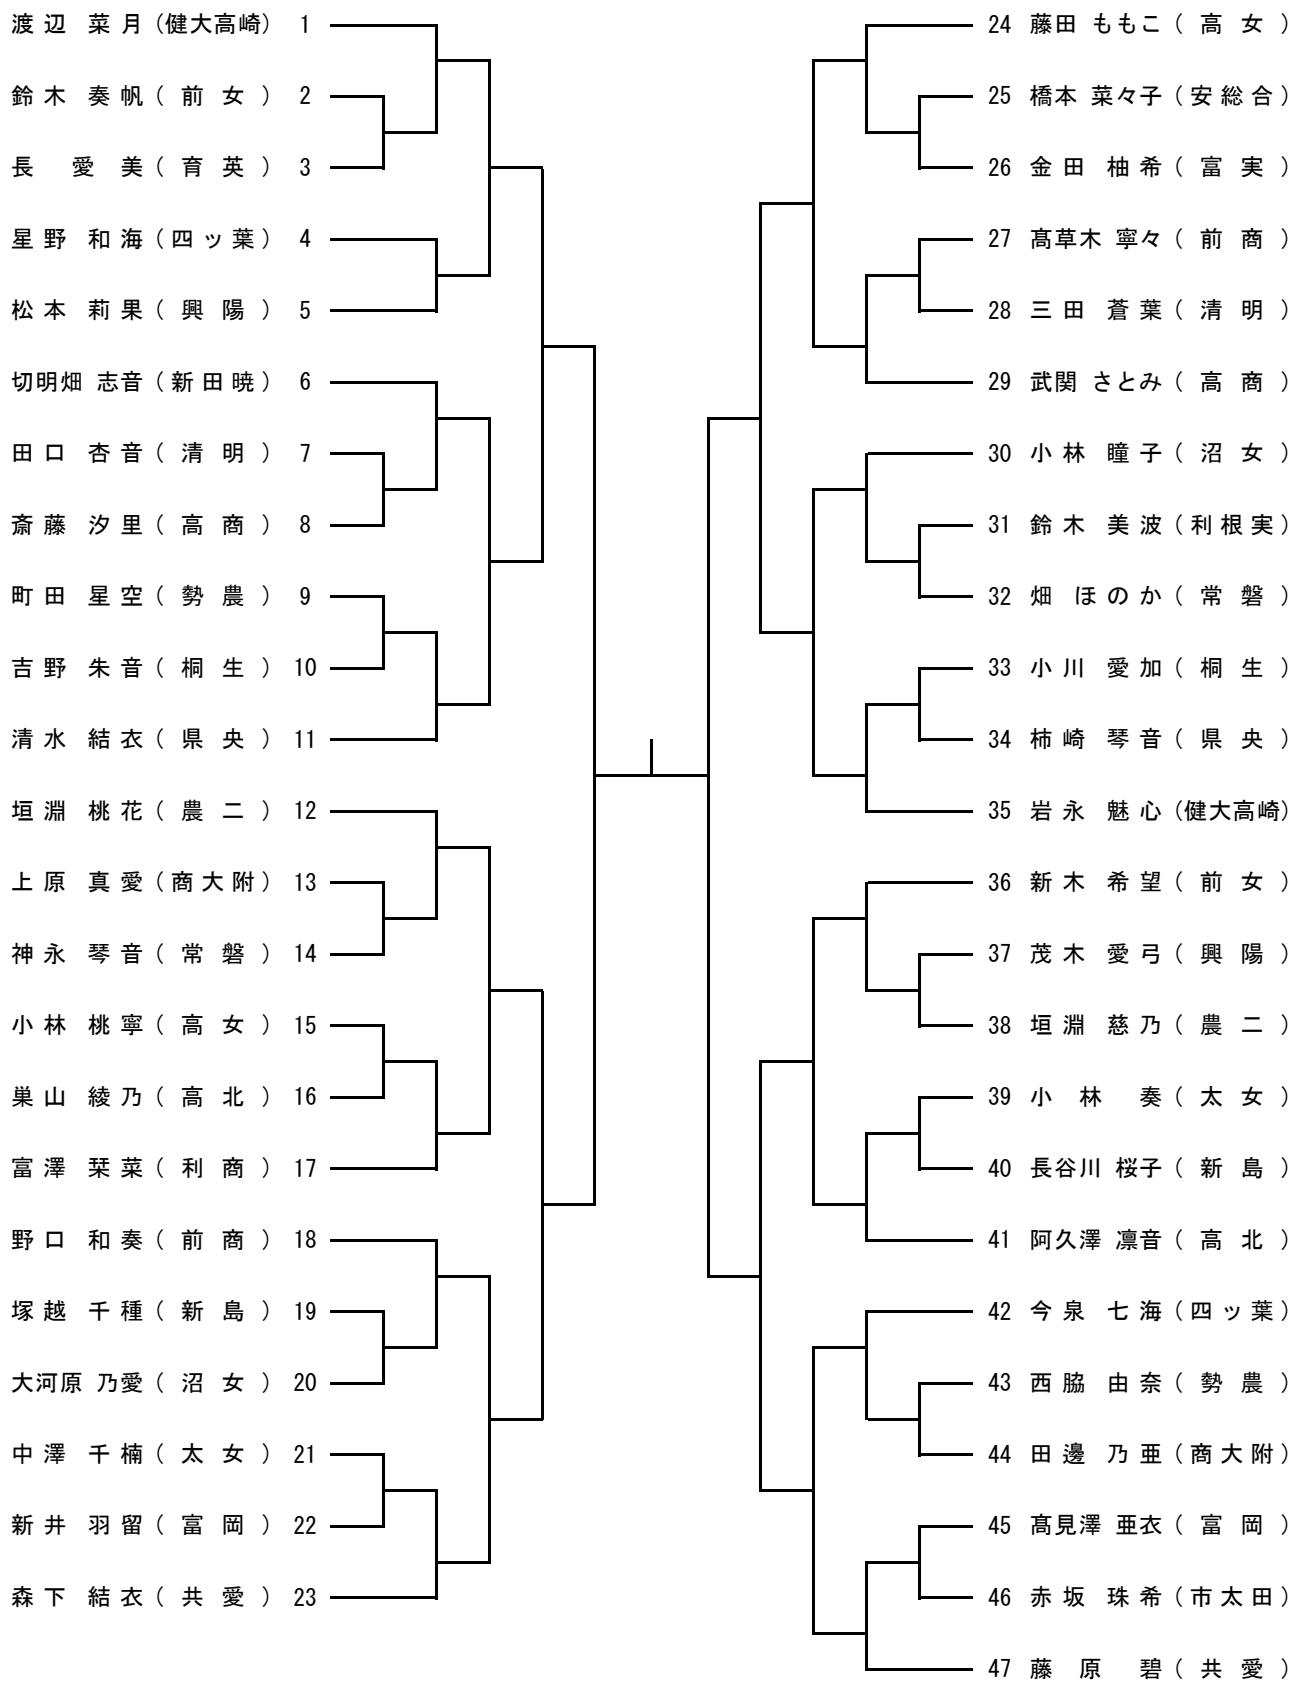 渡辺 菜月（健大高崎） 1
鈴木 奏帆（前女） 2
長 愛美（育英） 3
星野 和海（四ッ葉） 4
松本 莉果（興陽） 5
切明畑 志音（新田暁） 6
田口 杏音（清明） 7
斎藤 汐里（高商） 8
町田 星空（勢農） 9
吉野 朱音（桐生） 10
清水 結衣（県央） 11
垣淵 桃花（農二） 12
上原 真愛（商大附） 13
神永 琴音（常磐） 14
小林 桃寧（高女） 15
巣山 綾乃（高北） 16
富澤 栞菜（利商） 17
野口 和奏（前商） 18
塚越 千種（新島） 19
大河原 乃愛（沼女） 20
中澤 千楠（太女） 21
新井 羽留（富岡） 22
森下 結衣（共愛） 23
24 藤田 ももこ（高女）
25 橋本 菜々子（安総合）
26 金田 柚希（富実）
27 髙草木 寧々（前商）
28 三田 蒼葉（清明）
29 武関 さとみ（高商）
30 小林 瞳子（沼女）
31 鈴木 美波（利根実）
32 畑 ほのか（常磐）
33 小川 愛加（桐生）
34 柿崎 琴音（県央）
35 岩永 魅心（健大高崎）
36 新木 希望（前女）
37 茂木 愛弓（興陽）
38 垣淵 慈乃（農二）
39 小林 奏（太女）
40 長谷川 桜子（新島）
41 阿久澤 凛音（高北）
42 今泉 七海（四ッ葉）
43 西脇 由奈（勢農）
44 田邊 乃亜（商大附）
45 髙見澤 亜衣（富岡）
46 赤坂 珠希（市太田）
47 藤原 碧（共愛）